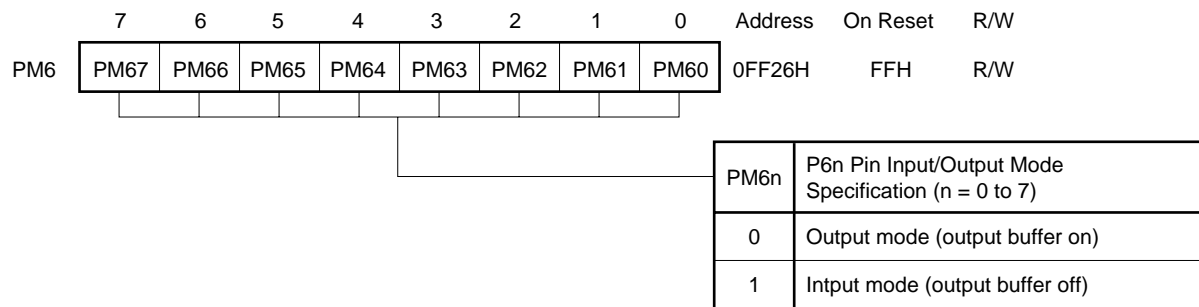 7 6 5 4 3 2 1 0 Address On Reset R/W
PM6 PM67 PM66 PM65 PM64 PM63 PM62 PM61 PM60 0FF26H FFH R/W
PM6n P6n Pin Input/Output Mode
Specification (n = 0 to 7)
0 Output mode (output buffer on)
1 Intput mode (output buffer off)